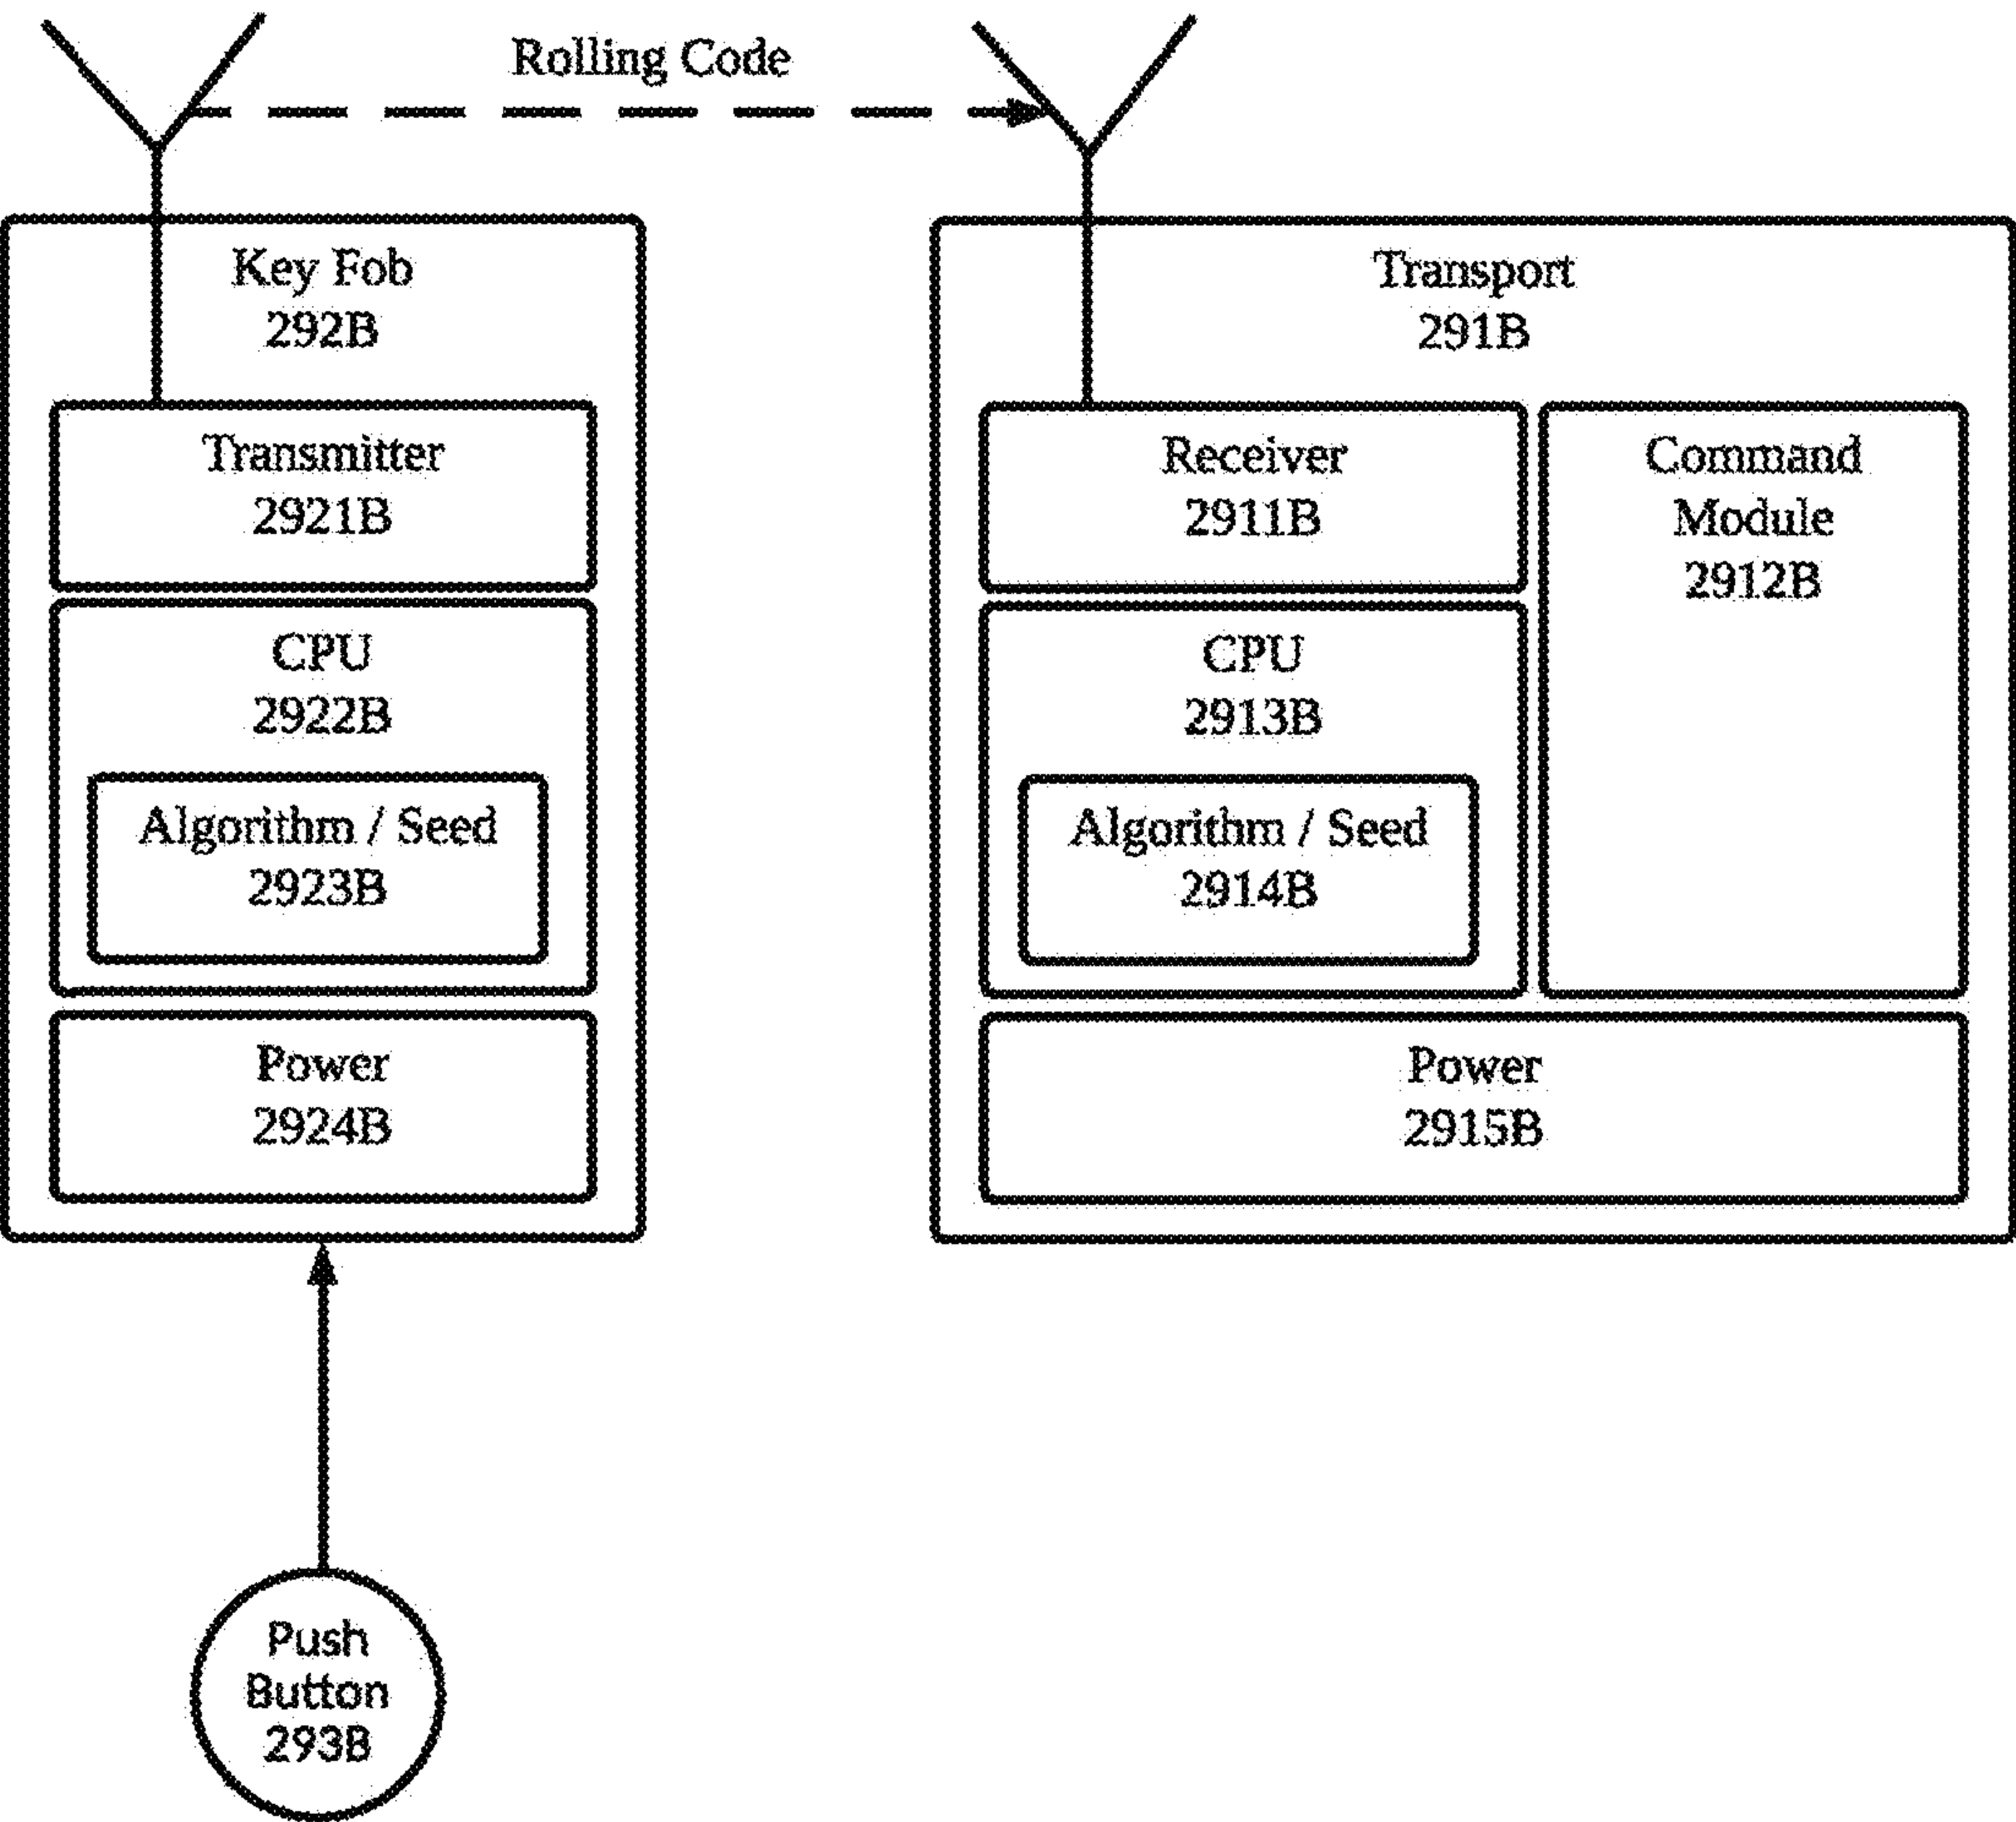 Rolling Code
Key Fob
292B
Transmitter
2921B
CPU
2922B
Algorithm / Seed
2923B
Power
2924B
Transport
291B
Receiver
2911B
Command
Module
2912B
CPU
2913B
Algorithm / Seed
2914B
Power
2915B
Push
Button
293B